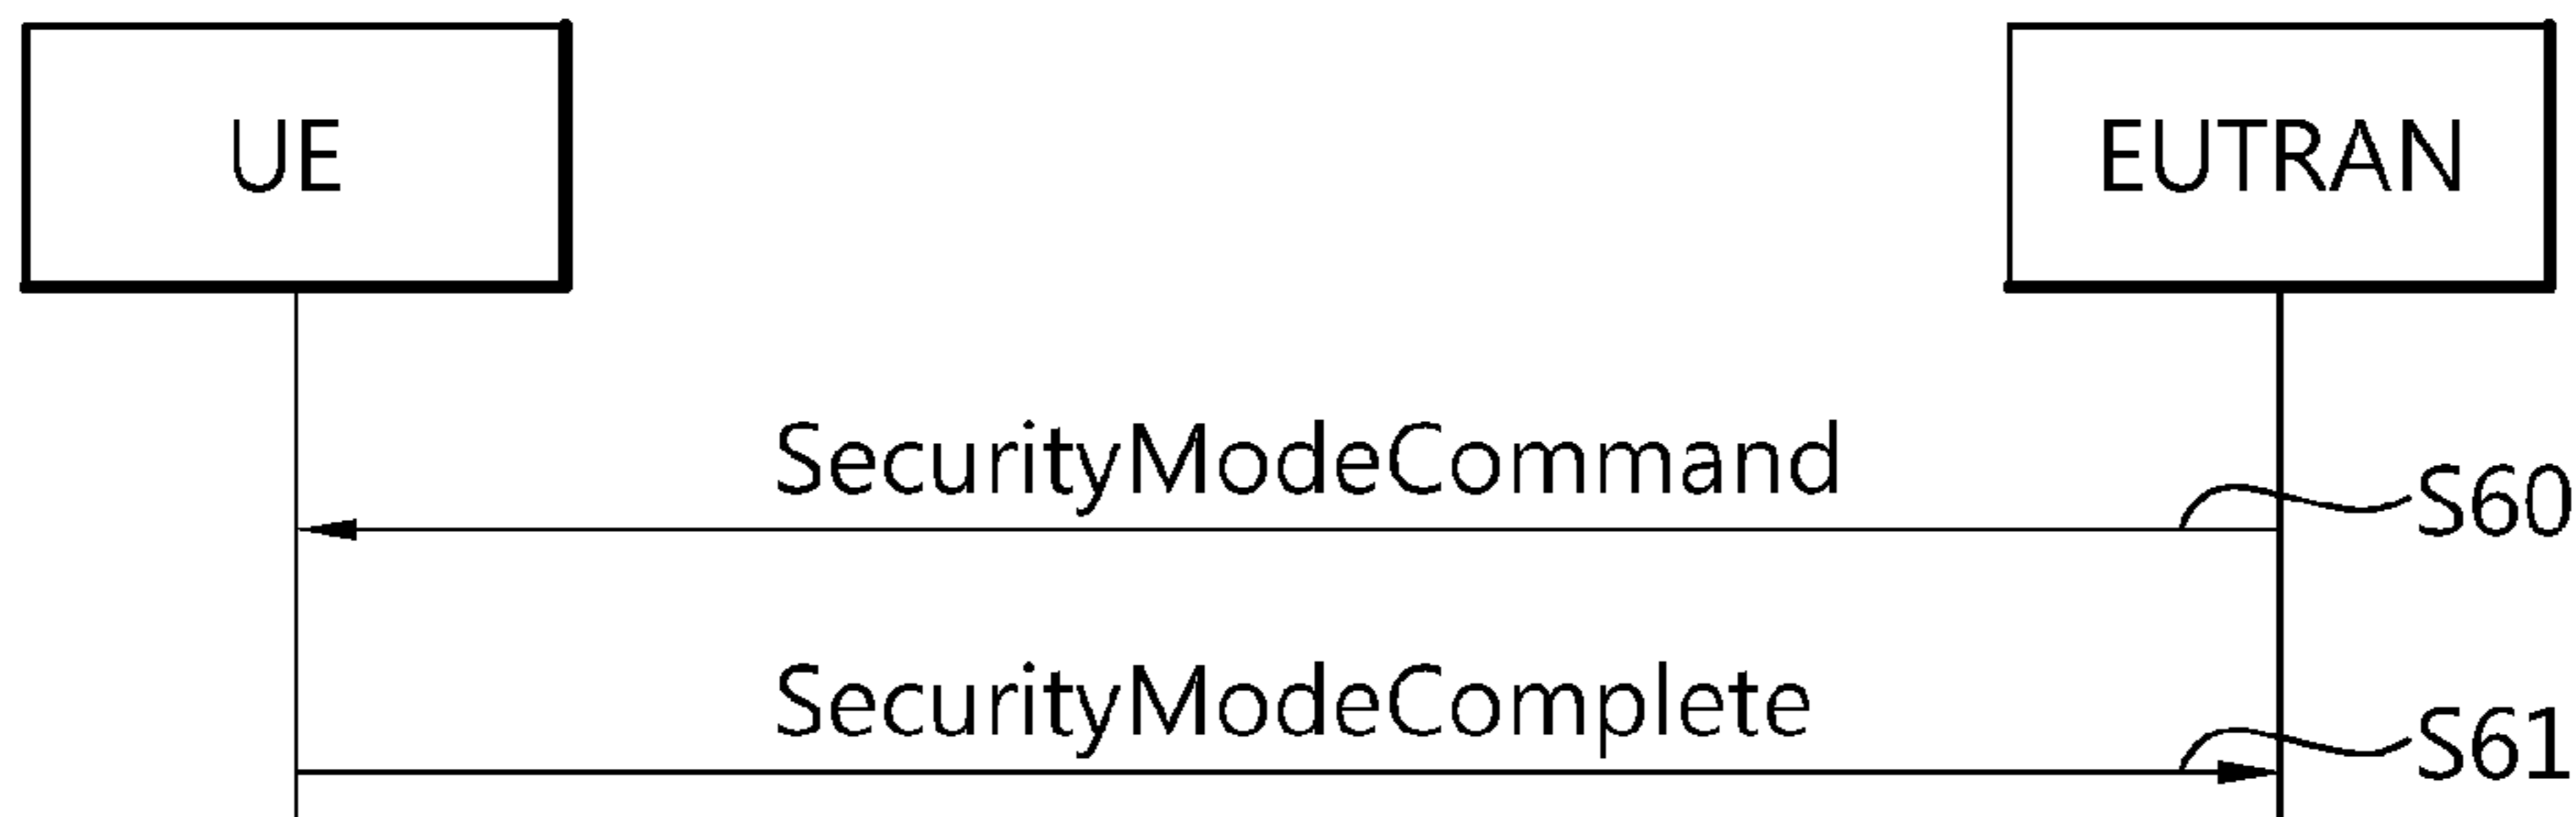 UE
EUTRAN
SecurityModeCommand
S60
SecurityModeComplete
S61